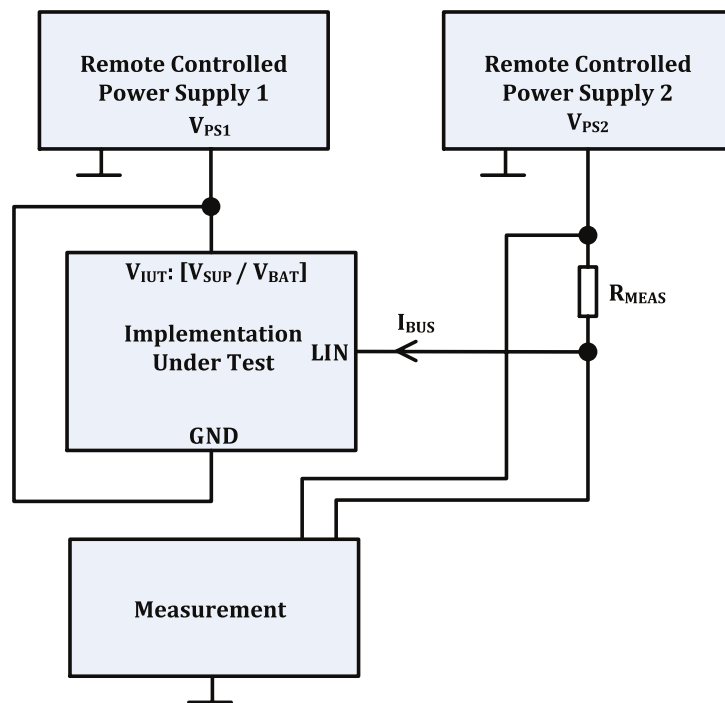 Remote Controlled
Power Supply 1
VPS1
Remote Controlled
Power Supply 2
VPS2
VIUT: [VSUP / VBAT]
Implementation
Under Test
LIN
GND
IBUS
RMEAS
Measurement